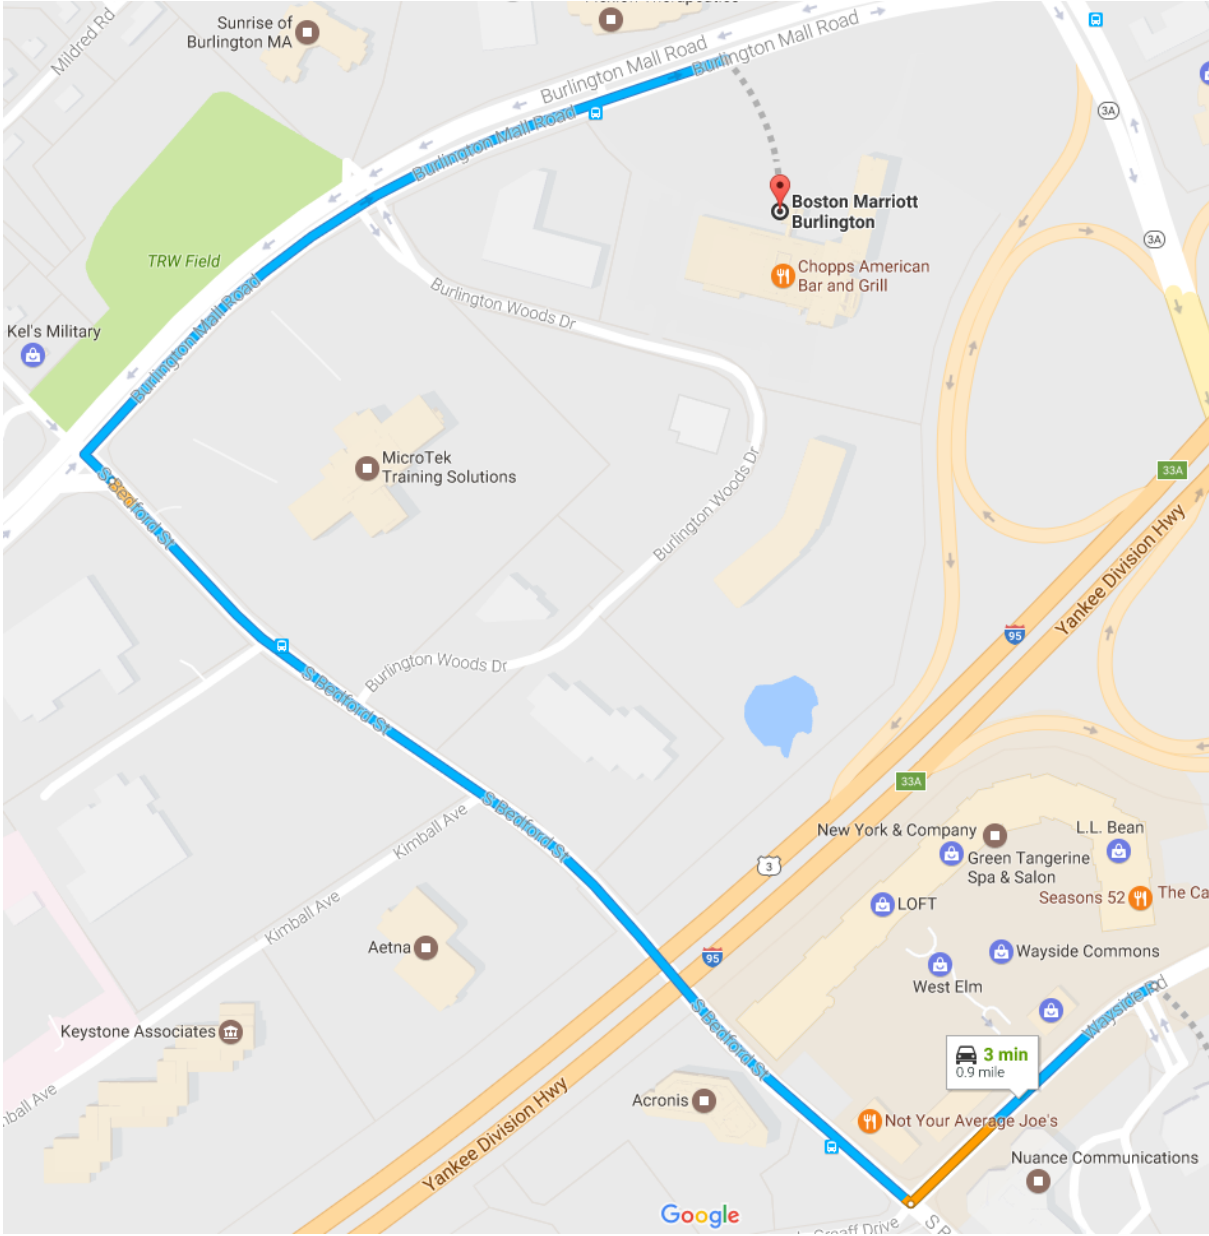 Sunrise of
Burlington MA
Mildred Rd
Burlington Mall Road
Burlington Mall Road
Burlington Mall Road
3A
3A
Boston Marriott
Burlington
TRW Field
Chopps American
Bar and Grill
Burlington Woods Dr
Kel's Military
Burlington Mall Road
MicroTek
Training Solutions
33A
S Bedford St
Burlington Woods Dr
Yankee Division Hwy
95
Burlington Woods Dr
S Bedford St
33A
S Bedford St
Kimball Ave
3
New York & Company
L.L. Bean
Green Tangerine
Spa & Salon
Seasons 52
The Ca
LOFT
Kimball Ave
Aetna
95
West Elm
Wayside Commons
Keystone Associates
S Bedford St
Wayside Rd
3 min
0.9 mile
Acronis
Not Your Average Joe's
Yankee Division Hwy
Nuance Communications
Google